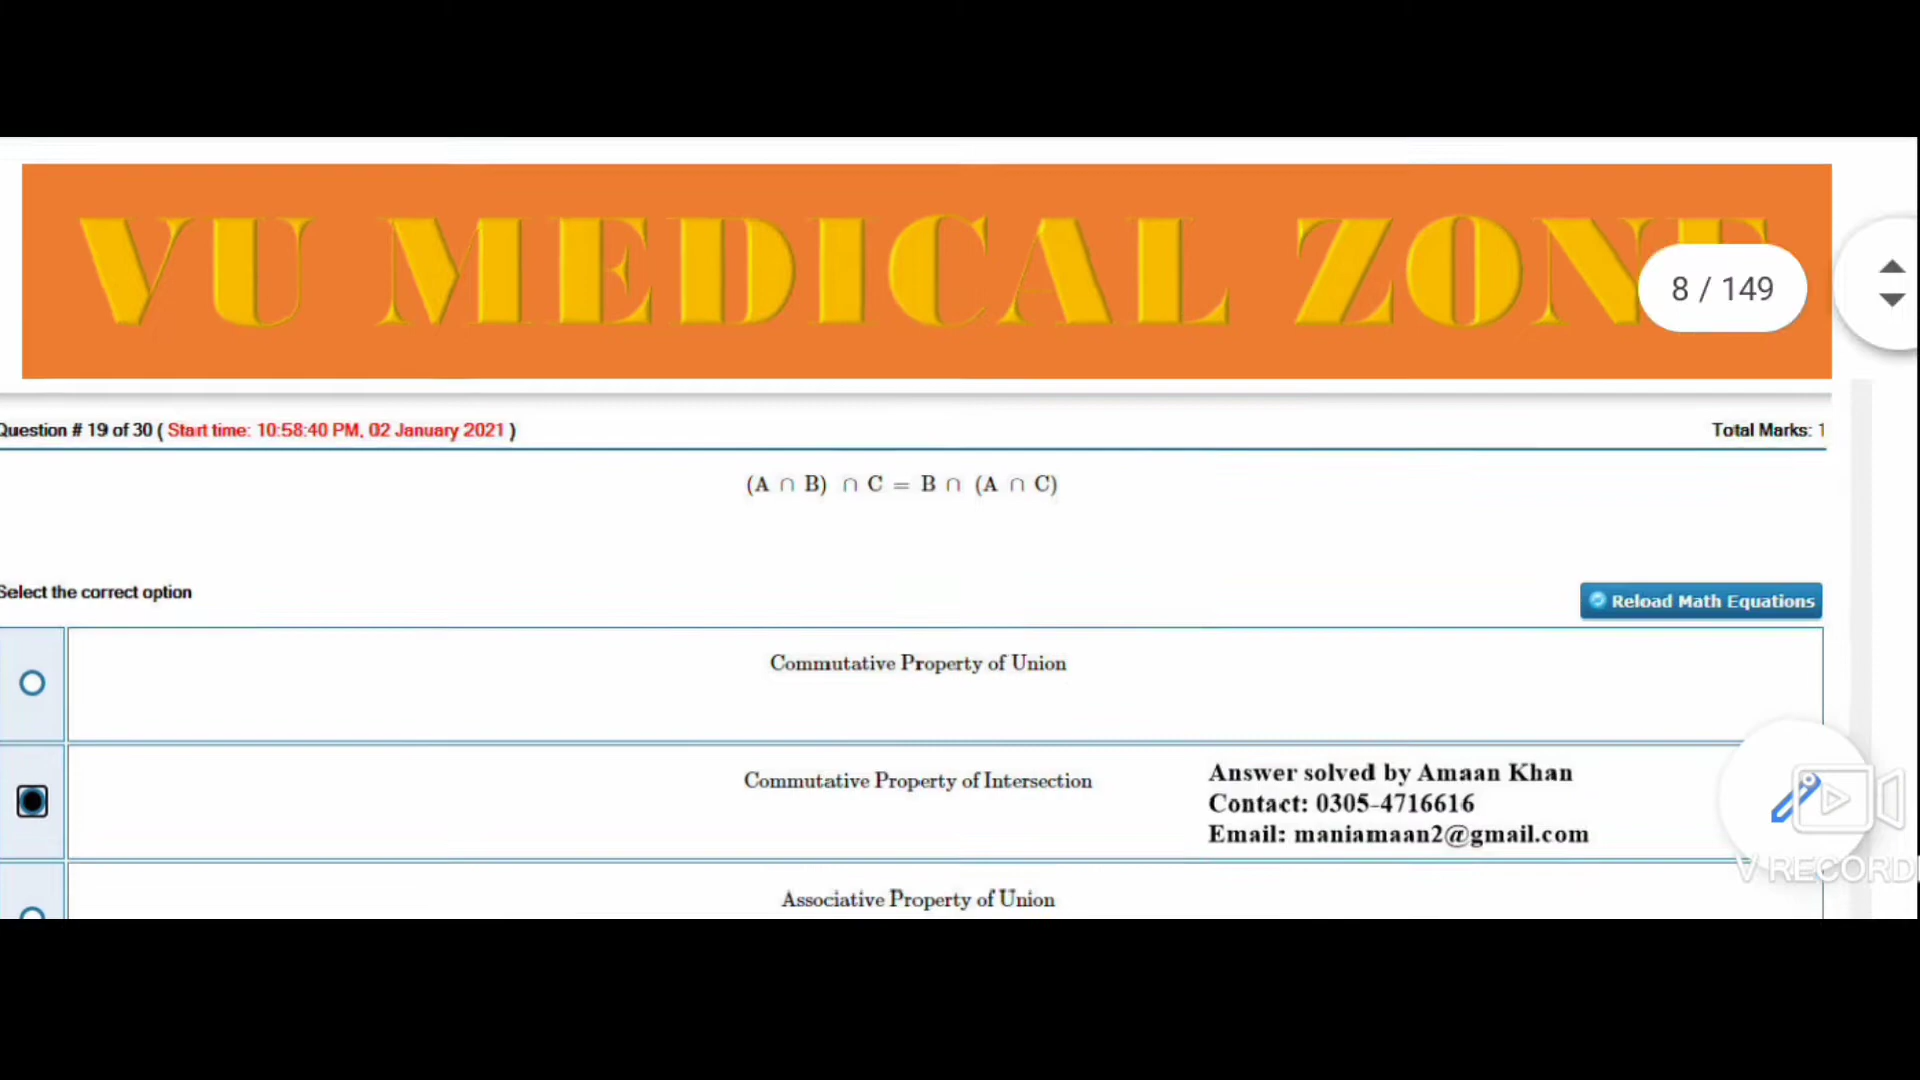 VU MEDICAL ZONE
8 / 149
Question # 19 of 30 ( Start time: 10:58:40 PM, 02 January 2021 )
Total Marks: 1
(A ∩ B) ∩ C = B ∩ (A ∩ C)
Select the correct option
Reload Math Equations
Commutative Property of Union
Commutative Property of Intersection
Answer solved by Amaan Khan
Contact: 0305-4716616
Email: maniamaan2@gmail.com
V RECORD
Associative Property of Union